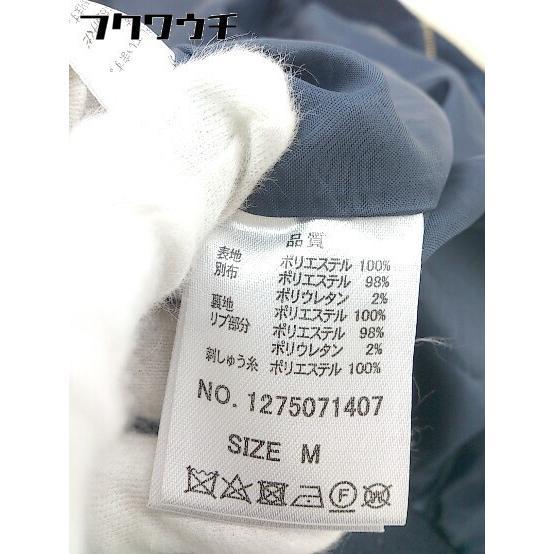 フクワウチ
品質
表地 ポリエステル 100%
別布 ポリエステル 98%
ポリウレタン 2%
裏地 ポリエステル 100%
リブ部分 ポリエステル 98%
ポリウレタン 2%
刺しゅう糸 ポリエステル 100%
NO. 1275071407
SIZE M
F W